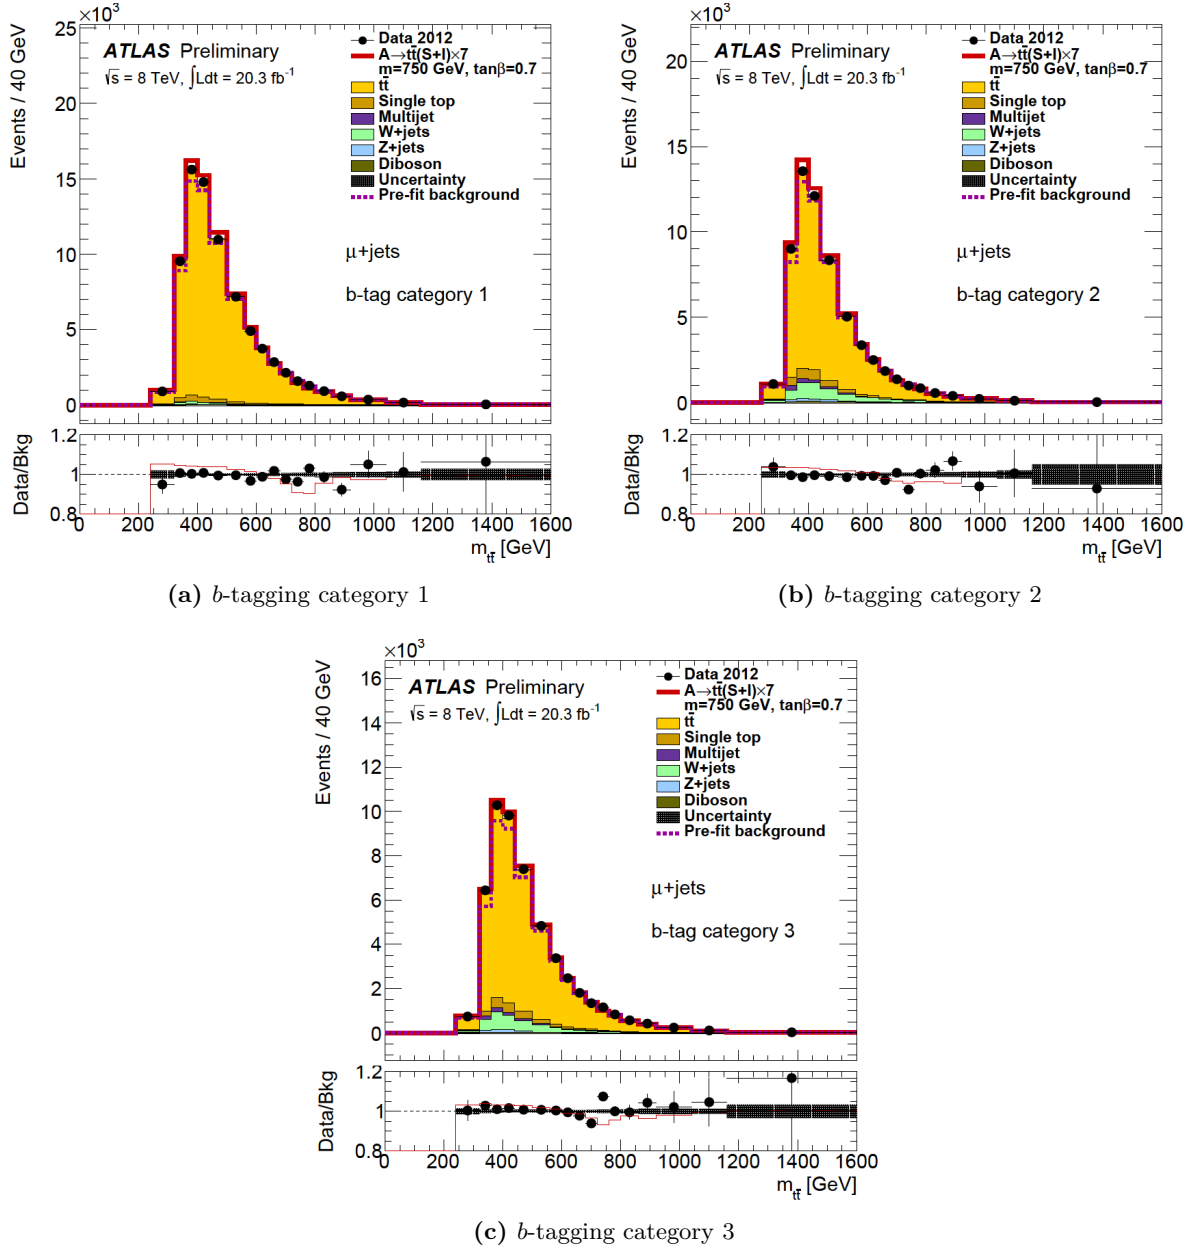 ×10³
Events / 40 GeV
25
20
15
10
5
0
ATLAS Preliminary
√s = 8 TeV, ∫Ldt = 20.3 fb⁻¹
Data 2012
A→tt̄(S+I)×7
m=750 GeV, tanβ=0.7
tt̄
Single top
Multijet
W+jets
Z+jets
Diboson
Uncertainty
Pre-fit background
μ+jets
b-tag category 1
Data/Bkg
1.2
1
0.8
0 200 400 600 800 1000 1200 1400 1600
m_tt̄ [GeV]
(a) b-tagging category 1
×10³
Events / 40 GeV
20
15
10
5
0
ATLAS Preliminary
√s = 8 TeV, ∫Ldt = 20.3 fb⁻¹
Data 2012
A→tt̄(S+I)×7
m=750 GeV, tanβ=0.7
tt̄
Single top
Multijet
W+jets
Z+jets
Diboson
Uncertainty
Pre-fit background
μ+jets
b-tag category 2
Data/Bkg
1.2
1
0.8
0 200 400 600 800 1000 1200 1400 1600
m_tt̄ [GeV]
(b) b-tagging category 2
×10³
Events / 40 GeV
16
14
12
10
8
6
4
2
0
ATLAS Preliminary
√s = 8 TeV, ∫Ldt = 20.3 fb⁻¹
Data 2012
A→tt̄(S+I)×7
m=750 GeV, tanβ=0.7
tt̄
Single top
Multijet
W+jets
Z+jets
Diboson
Uncertainty
Pre-fit background
μ+jets
b-tag category 3
Data/Bkg
1.2
1
0.8
0 200 400 600 800 1000 1200 1400 1600
m_tt̄ [GeV]
(c) b-tagging category 3